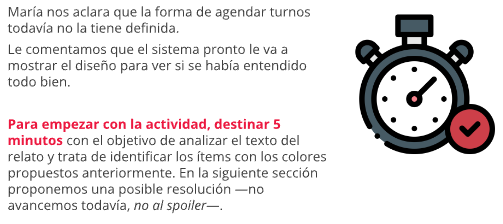 María nos aclara que la forma de agendar turnos
todavía no la tiene definida.
Le comentamos que el sistema pronto le va a
mostrar el diseño para ver si se había entendido
todo bien.
Para empezar con la actividad, destinar 5
minutos con el objetivo de analizar el texto del
relato y trata de identificar los ítems con los colores
propuestos anteriormente. En la siguiente sección
proponemos una posible resolución —no
avancemos todavía, no al spoiler—.